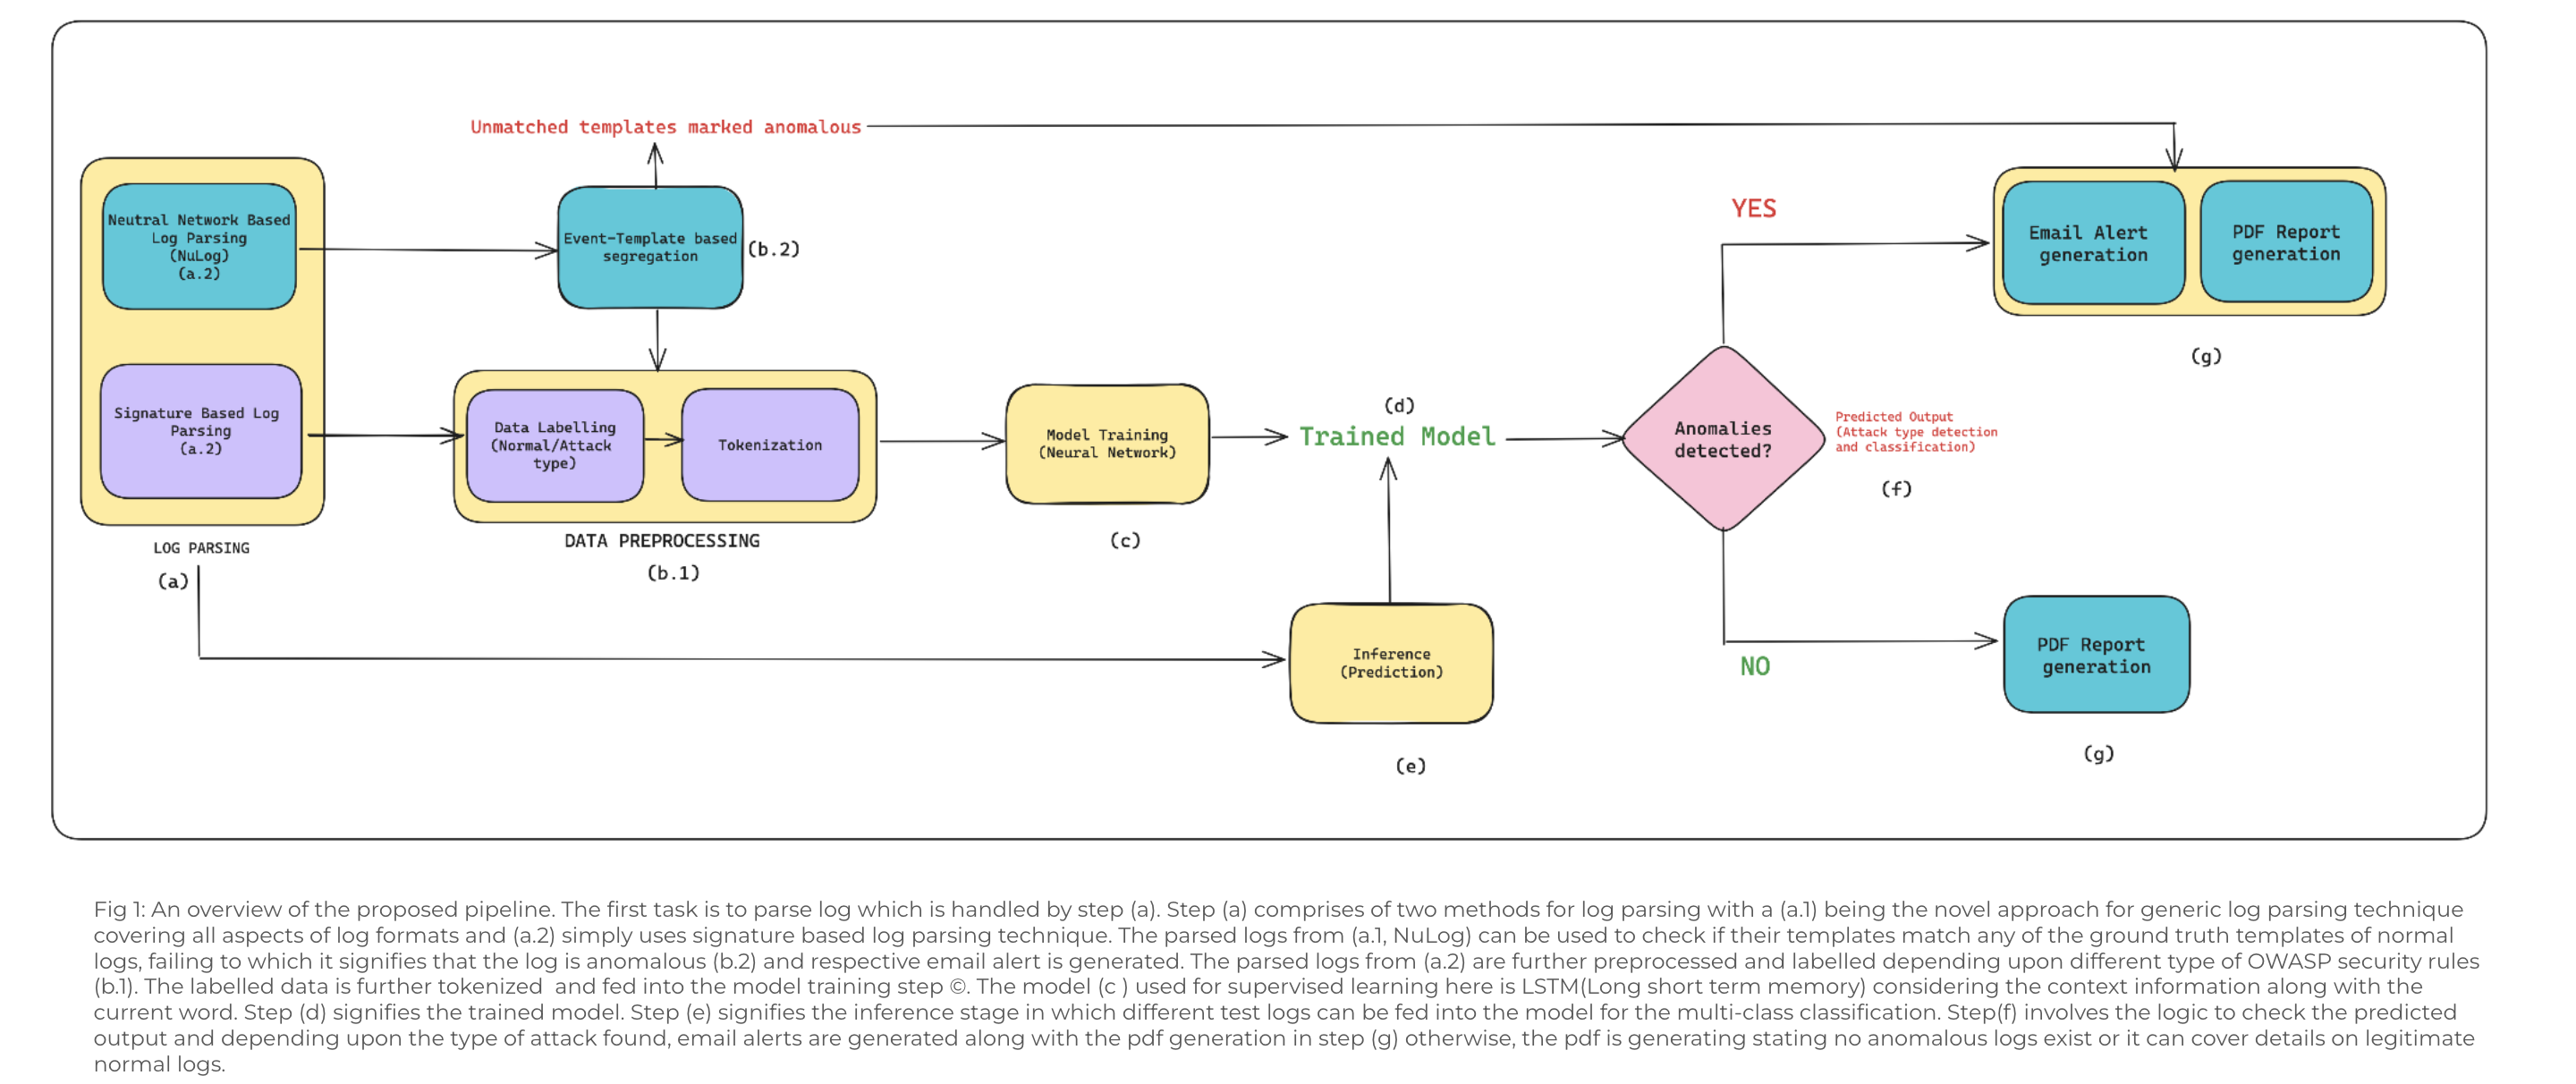 Unmatched templates marked anomalous
Neutral Network Based
Log Parsing
(NuLog)
(a.2)
Event-Template based
segregation
(b.2)
Signature Based Log
Parsing
(a.2)
LOG PARSING
(a)
Data Labelling
(Normal/Attack
type)
Tokenization
DATA PREPROCESSING
(b.1)
Model Training
(Neural Network)
(c)
(d)
Trained Model
Inference
(Prediction)
(e)
Anomalies
detected?
Predicted Output
(Attack type detection
and classification)
(f)
YES
Email Alert
generation
PDF Report
generation
(g)
NO
PDF Report
generation
(g)
Fig 1: An overview of the proposed pipeline. The first task is to parse log which is handled by step (a). Step (a) comprises of two methods for log parsing with a (a.1) being the novel approach for generic log parsing technique
covering all aspects of log formats and (a.2) simply uses signature based log parsing technique. The parsed logs from (a.1, NuLog) can be used to check if their templates match any of the ground truth templates of normal
logs, failing to which it signifies that the log is anomalous (b.2) and respective email alert is generated. The parsed logs from (a.2) are further preprocessed and labelled depending upon different type of OWASP security rules
(b.1). The labelled data is further tokenized  and fed into the model training step ©. The model (c ) used for supervised learning here is LSTM(Long short term memory) considering the context information along with the
current word. Step (d) signifies the trained model. Step (e) signifies the inference stage in which different test logs can be fed into the model for the multi-class classification. Step(f) involves the logic to check the predicted
output and depending upon the type of attack found, email alerts are generated along with the pdf generation in step (g) otherwise, the pdf is generating stating no anomalous logs exist or it can cover details on legitimate
normal logs.